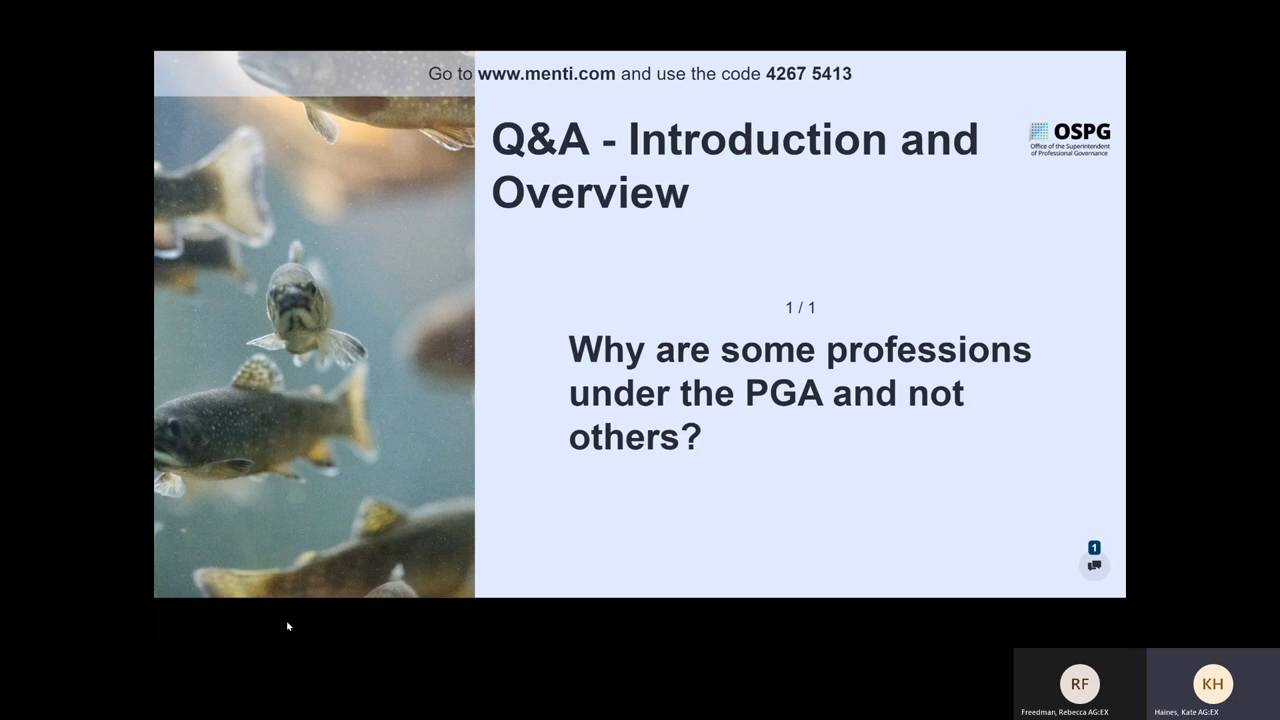 Go to www.menti.com and use the code 4267 5413
Q&A - Introduction and
Overview
OSPG
Office of the Superintendent
of Professional Governance
1 / 1
Why are some professions
under the PGA and not
others?
1
RF
Freedman, Rebecca AG:EX
KH
Haines, Kate AG:EX